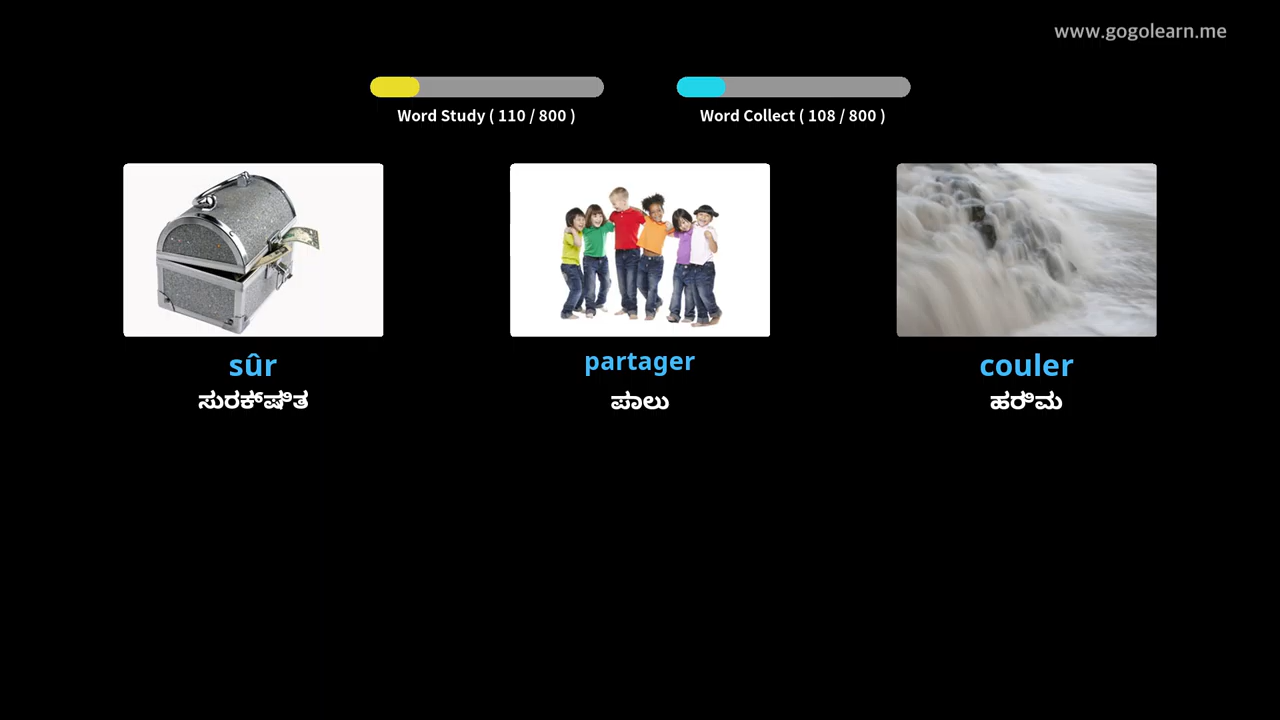 www.gogolearn.me
Word Study ( 110 / 800 )
Word Collect ( 108 / 800 )
sûr
partager
couler
ಸುರಕ್ಷಿತ
ಪಾಲು
ಹರಿಮ